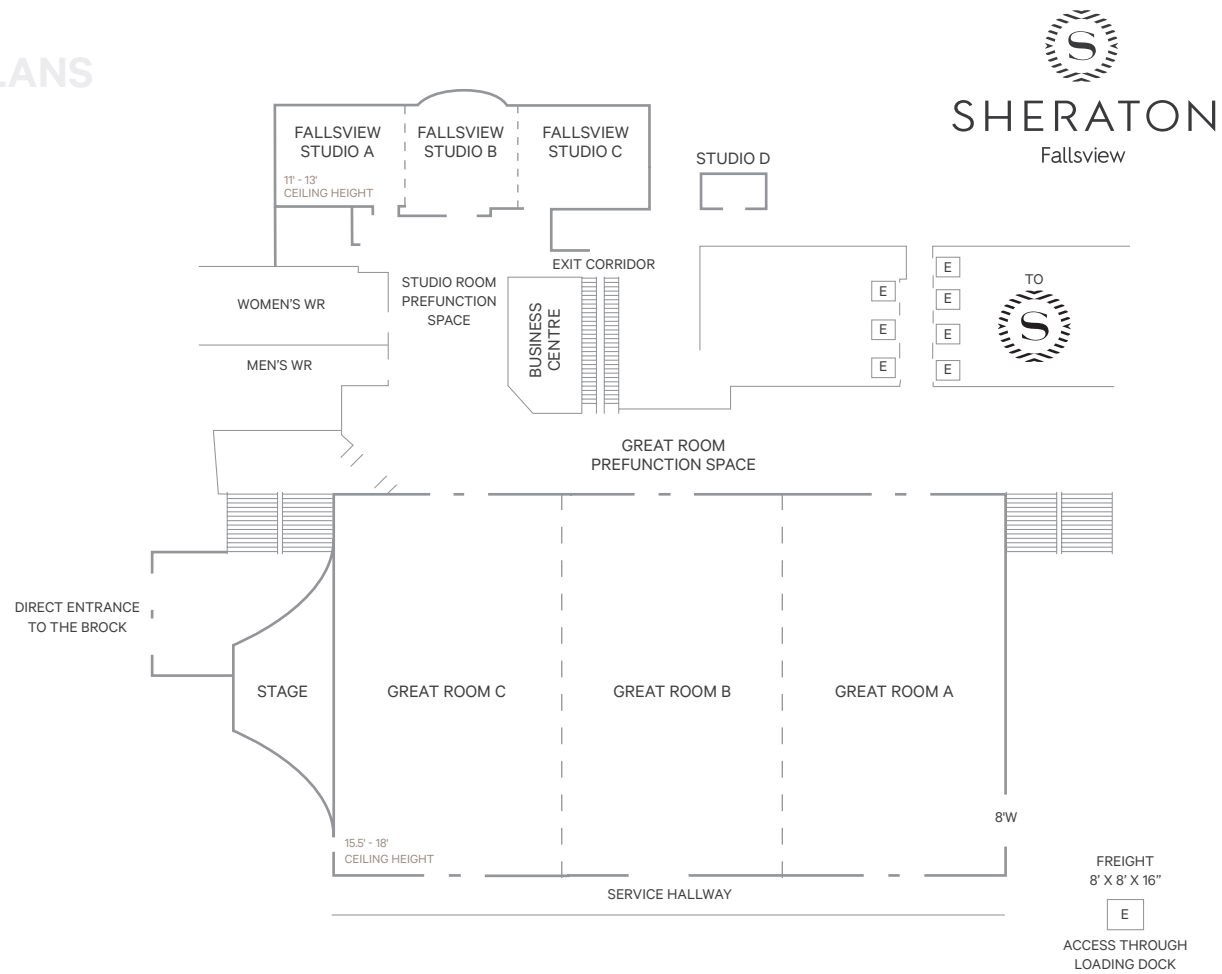 LANS
S
SHERATON
Fallsview
FALLSVIEW
STUDIO A
FALLSVIEW
STUDIO B
FALLSVIEW
STUDIO C
11' - 13'
CEILING HEIGHT
STUDIO D
EXIT CORRIDOR
WOMEN'S WR
MEN'S WR
STUDIO ROOM
PREFUNCTION
SPACE
BUSINESS
CENTRE
E
E
E
E
E
E
E
TO
S
GREAT ROOM
PREFUNCTION SPACE
DIRECT ENTRANCE
TO THE BROCK
STAGE
GREAT ROOM C
GREAT ROOM B
GREAT ROOM A
15.5' - 18'
CEILING HEIGHT
8'W
SERVICE HALLWAY
FREIGHT
8' X 8' X 16”
E
ACCESS THROUGH
LOADING DOCK